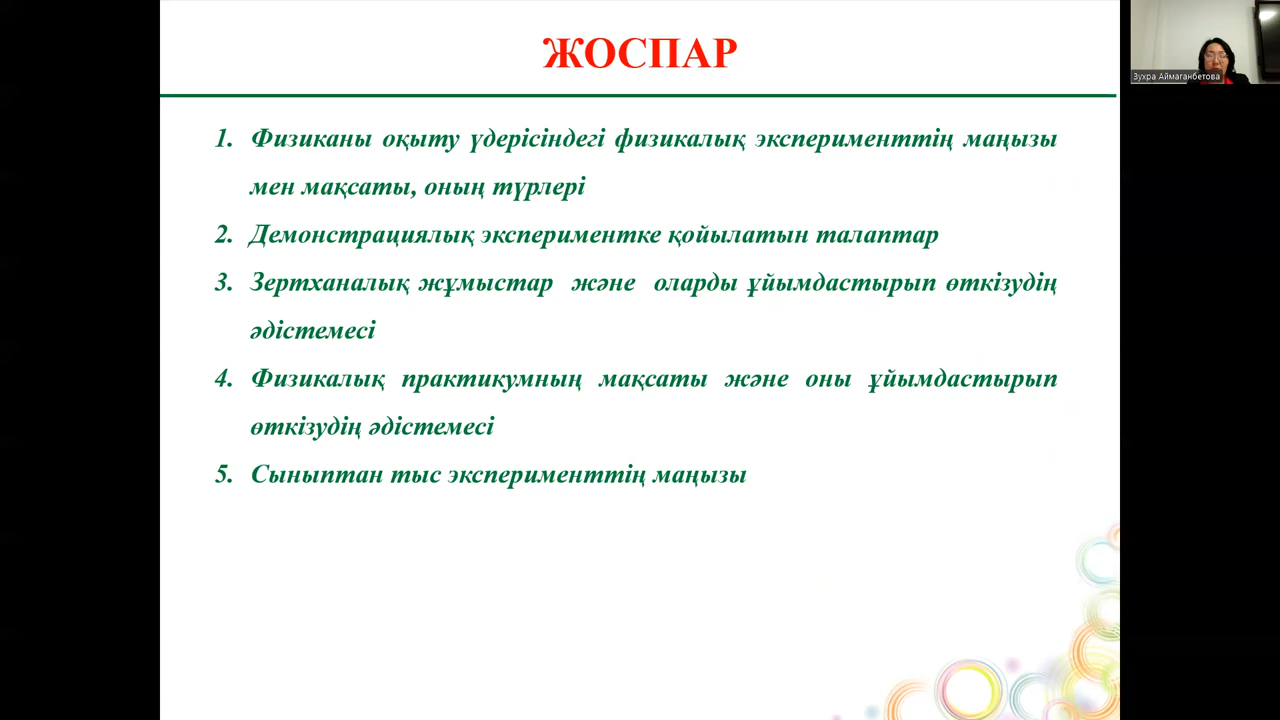 ЖОСПАР
Зухра Аймаганбетова
1. Физиканы оқыту үдерісіндегі физикалық эксперименттің маңызы
мен мақсаты, оның түрлері
2. Демонстрациялық экспериментке қойылатын талаптар
3. Зертханалық жұмыстар және оларды ұйымдастырып өткізудің
әдістемесі
4. Физикалық практикумның мақсаты және оны ұйымдастырып
өткізудің әдістемесі
5. Сыныптан тыс эксперименттің маңызы